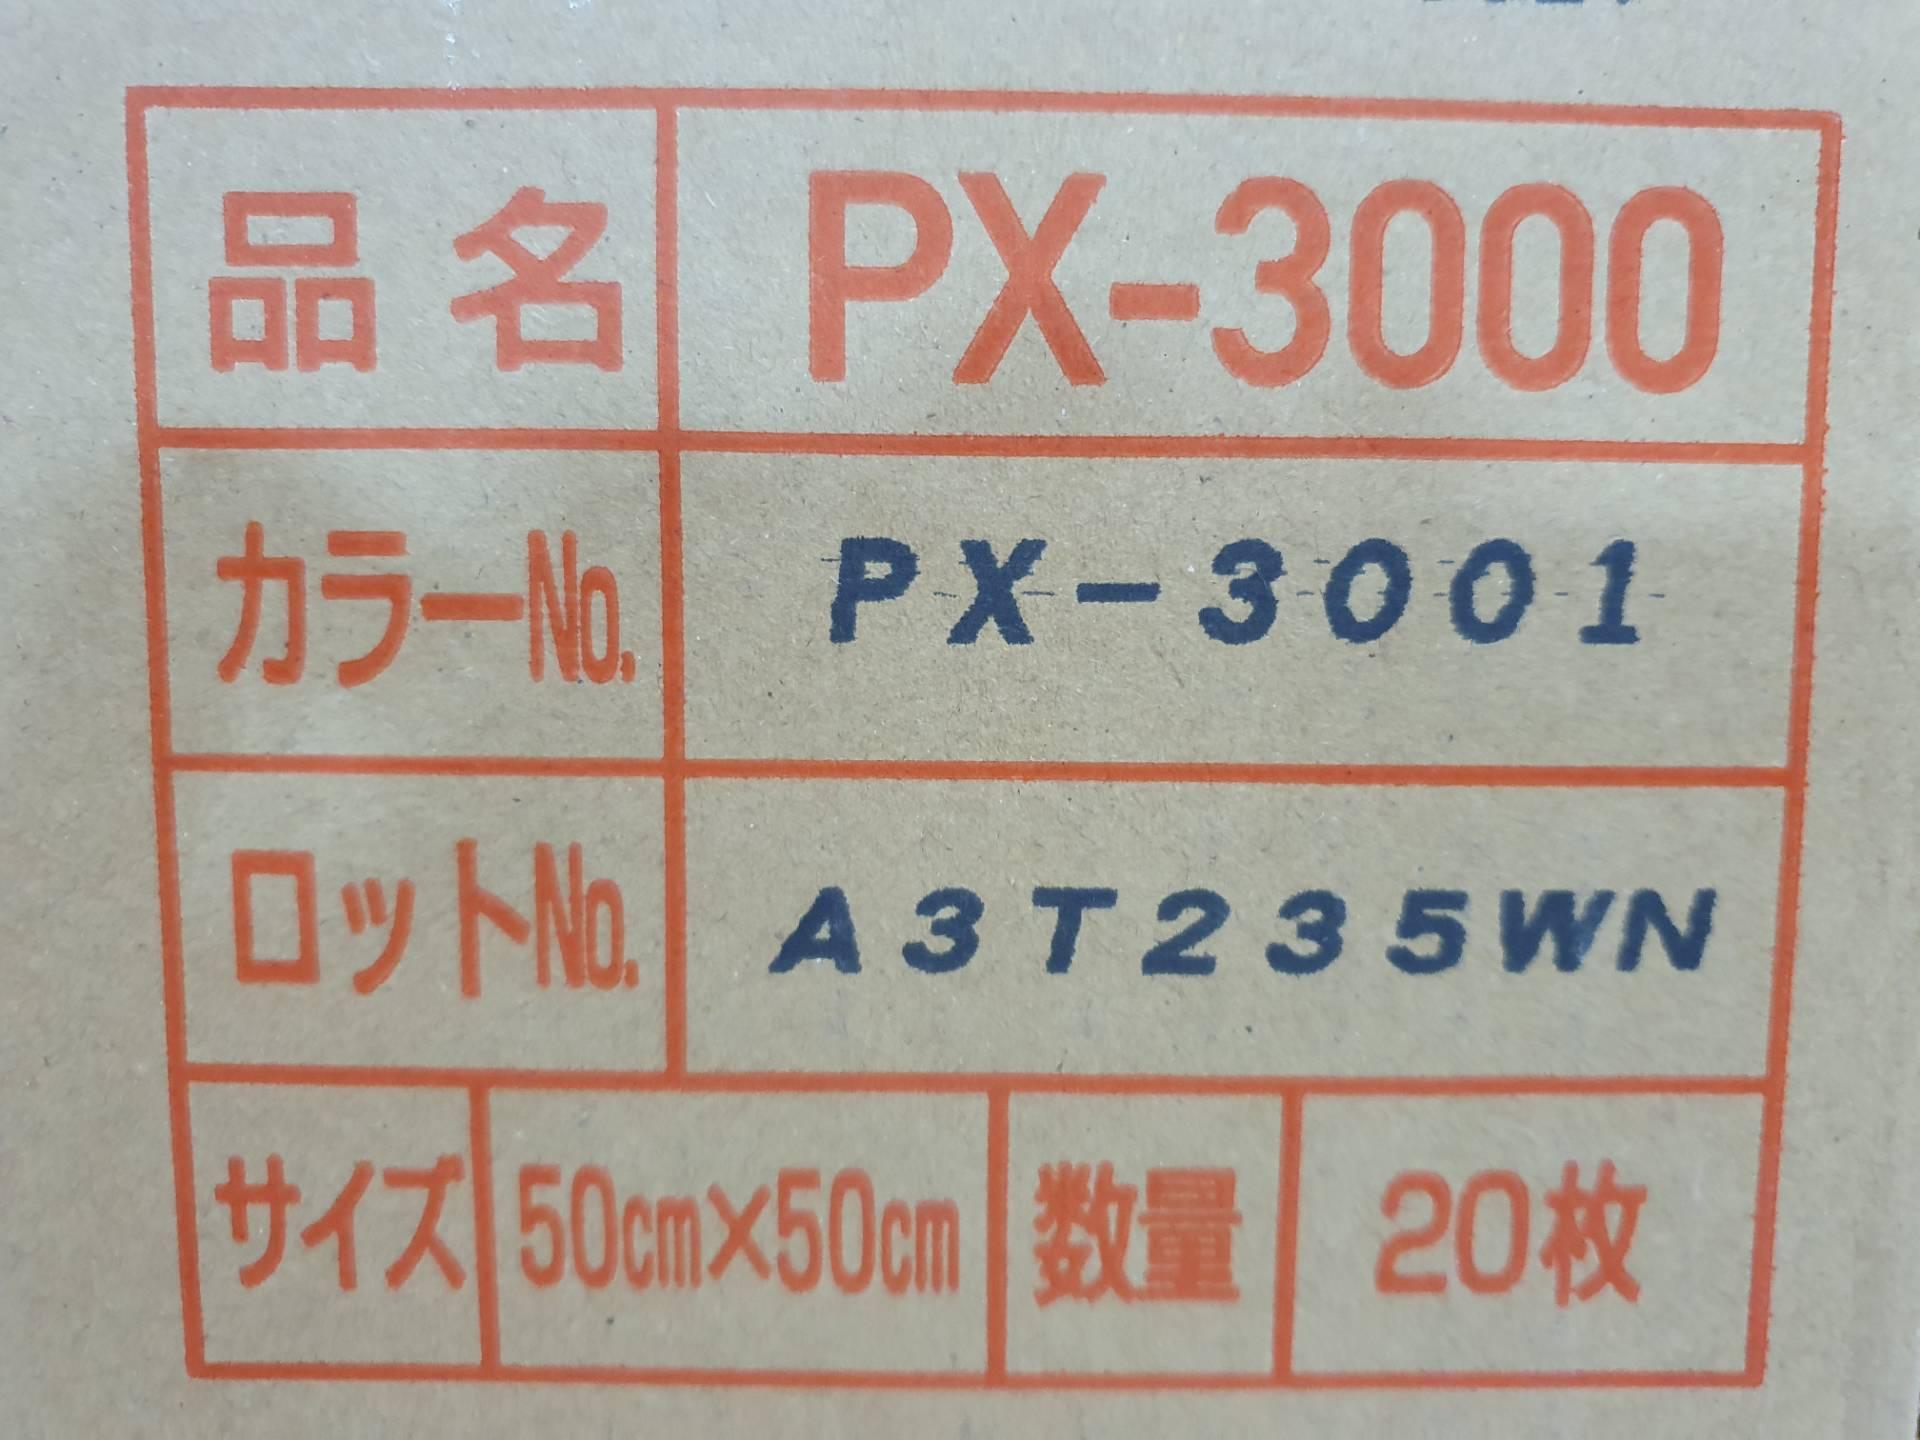 品名 PX-3000
カラーNo. PX-3001
ロットNo. A3T235WN
サイズ 50cm×50cm 数量 20枚